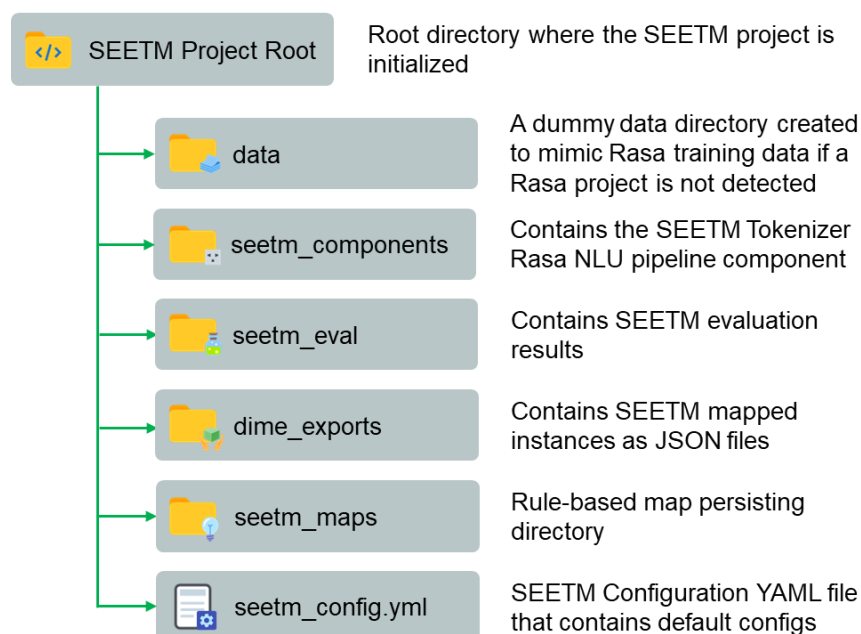 </>
SEETM Project Root
Root directory where the SEETM project is
initialized
data
A dummy data directory created
to mimic Rasa training data if a
Rasa project is not detected
seetm_components
Contains the SEETM Tokenizer
Rasa NLU pipeline component
seetm_eval
Contains SEETM evaluation
results
dime_exports
Contains SEETM mapped
instances as JSON files
seetm_maps
Rule-based map persisting
directory
seetm_config.yml
SEETM Configuration YAML file
that contains default configs